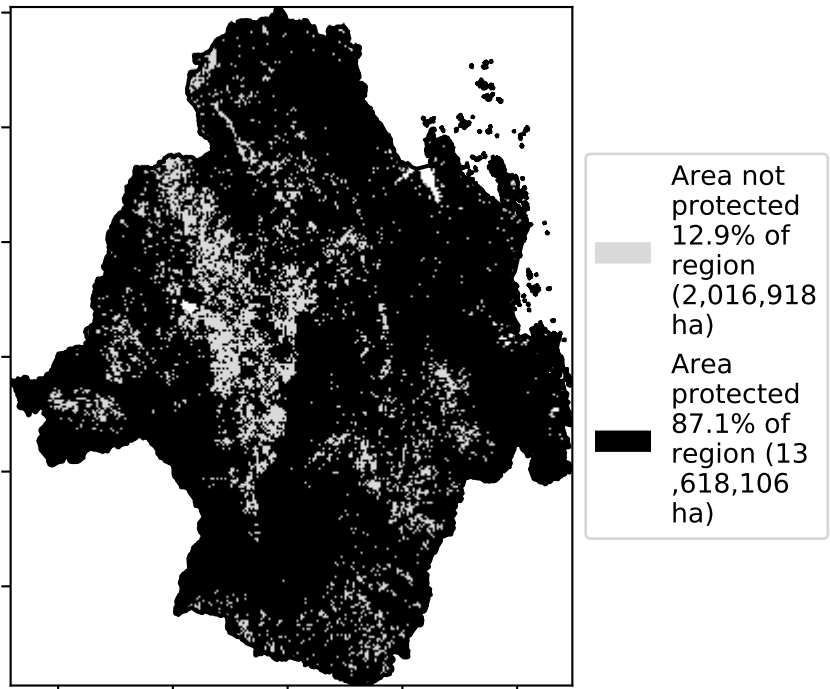 Area not
protected
12.9% of
region
(2,016,918
ha)
Area
protected
87.1% of
region (13
,618,106
ha)